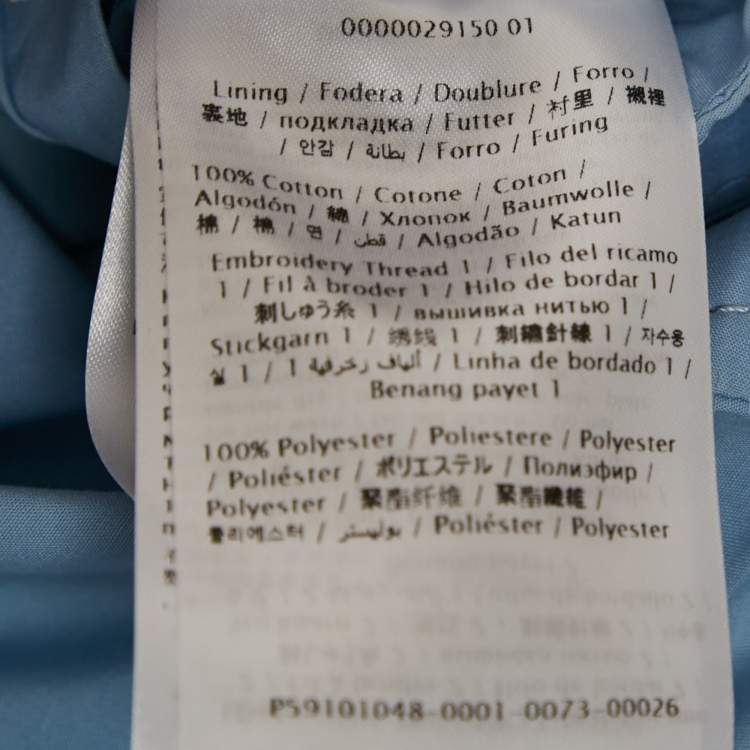 0000029150 01
Lining / Fodera / Doublure / Forro /
裏地 / подкладка / Futter / 衬里 / 襯裡
/ 안감 / بطانة / Forro / Furing
100% Cotton / Cotone / Coton /
Algodón / 綿 / Хлопок / Baumwolle /
棉 / 棉 / 면 / قطن / Algodão / Katun
Embroidery Thread 1 / Filo del ricamo
1 / Fil à broder 1 / Hilo de bordar 1 /
刺しゅう糸 1 / вышивка нитью 1 /
Stickgarn 1 / 绣线 1 / 刺繡針線 1 / 자수용
실 1 / 1 ألياف زخرفية / Linha de bordado 1 /
Benang payet 1
100% Polyester / Poliestere / Polyester
/ Poliéster / ポリエステル / Полиэфир /
Polyester / 聚酯纤维 / 聚酯纖維 /
폴리에스터 / بوليستر / Poliéster / Polyester
P59101048-0001-0073-00026